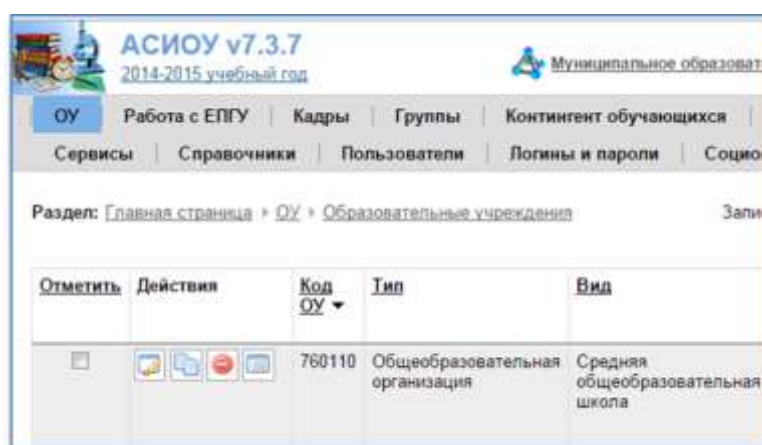 АСИОУ v7.3.7
2014-2015 учебный год
Муниципальное образоват
ОУ Работа с ЕПГУ Кадры Группы Контингент обучающихся
Сервисы Справочники Пользователи Логины и пароли Социо
Раздел: Главная страница ▸ ОУ ▸ Образовательные учреждения Запи
Отметить Действия Код Тип Вид
ОУ ▼
760110 Общеобразовательная Средняя
организация общеобразовательная
школа